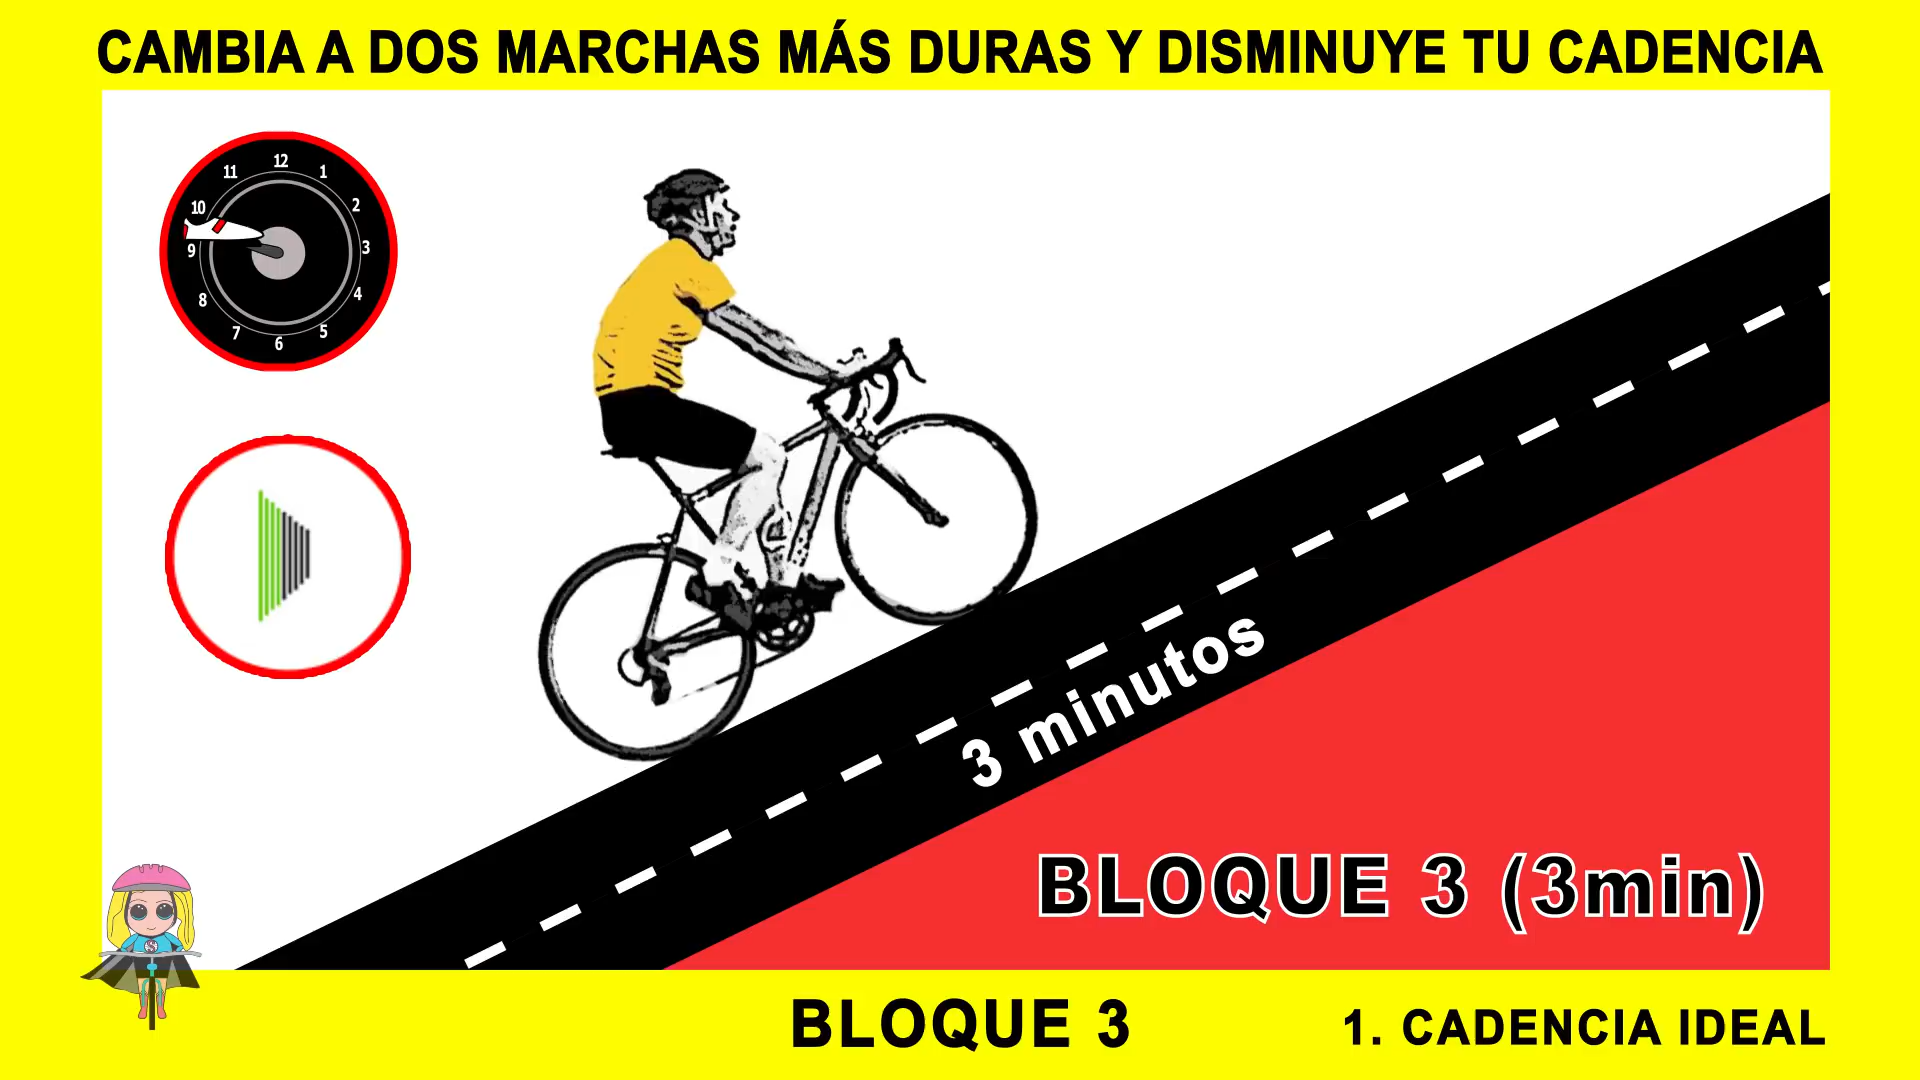 CAMBIA A DOS MARCHAS MÁS DURAS Y DISMINUYE TU CADENCIA
12
11
1
10
2
9
3
8
4
7
5
6
3 minutos
BLOQUE 3 (3min)
S
BLOQUE 3
1. CADENCIA IDEAL